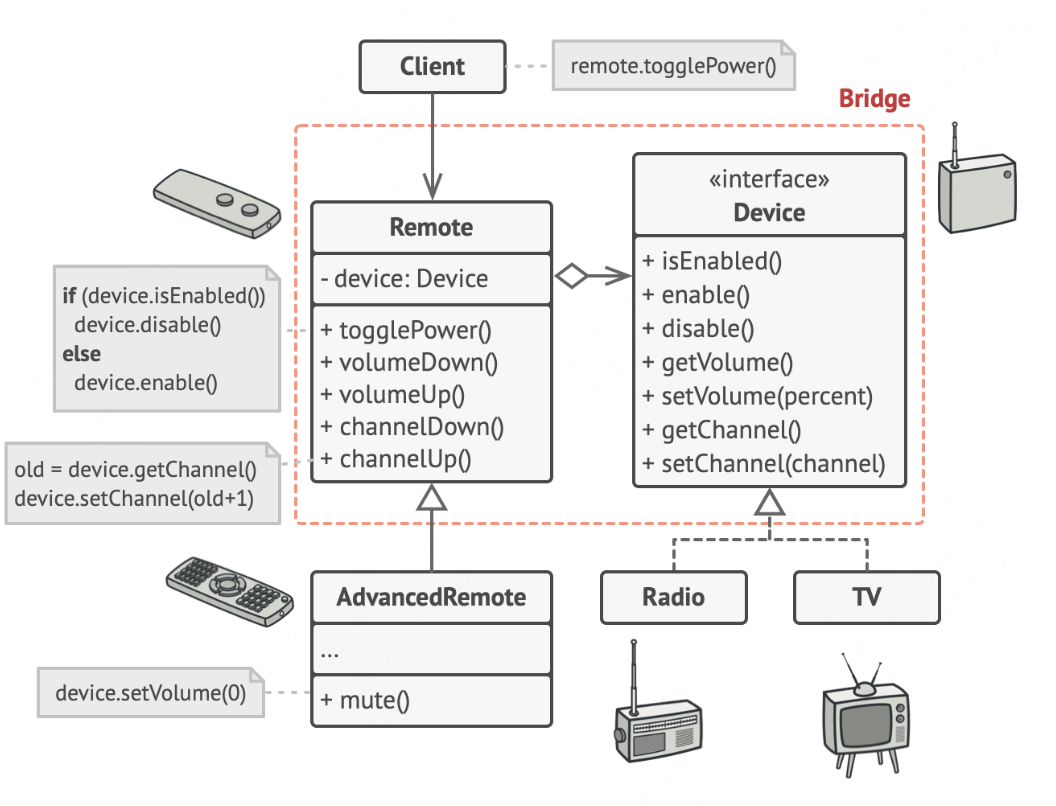 Client
remote.togglePower()
Bridge
«interface»
Device
+ isEnabled()
+ enable()
+ disable()
+ getVolume()
+ setVolume(percent)
+ getChannel()
+ setChannel(channel)
Remote
- device: Device
+ togglePower()
+ volumeDown()
+ volumeUp()
+ channelDown()
+ channelUp()
if (device.isEnabled())
device.disable()
else
device.enable()
old = device.getChannel()
device.setChannel(old+1)
AdvancedRemote
...
+ mute()
device.setVolume(0)
Radio
TV